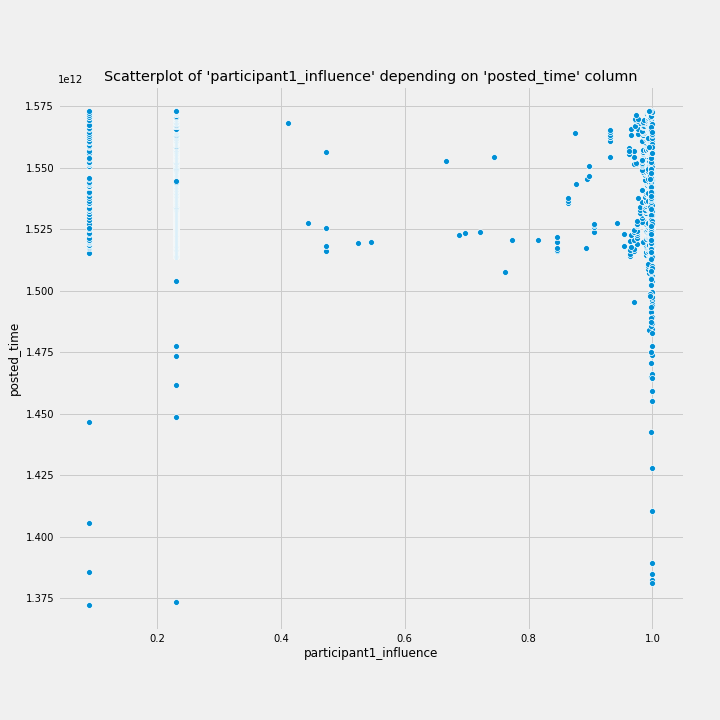 Scatterplot of 'participant1_influence' depending on 'posted_time' column
1e12
1.575
1.550
1.525
1.500
1.475
1.450
1.425
1.400
1.375
posted_time
0.2 0.4 0.6 0.8 1.0
participant1_influence